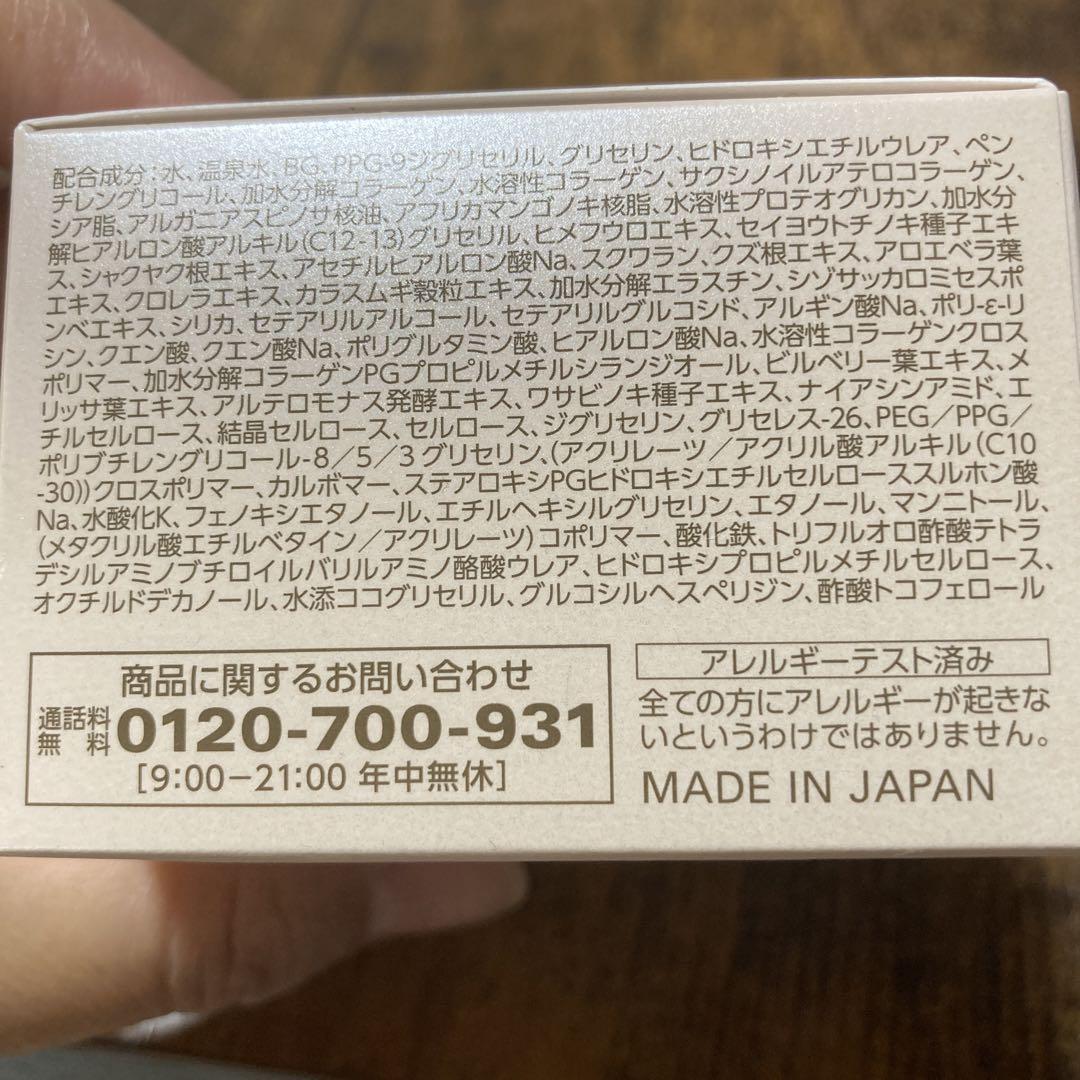 配合成分：水、温泉水、BG、PPG-9ジグリセリル、グリセリン、ヒドロキシエチルウレア、ペン
チレングリコール、加水分解コラーゲン、水溶性コラーゲン、サクシノイルアテロコラーゲン、
シア脂、アルガニアスピノサ核油、アフリカマンゴノキ核脂、水溶性プロテオグリカン、加水分
解ヒアルロン酸アルキル(C12-13)グリセリル、ヒメフウロエキス、セイヨウトチノキ種子エキ
ス、シャクヤク根エキス、アセチルヒアルロン酸Na、スクワラン、クズ根エキス、アロエベラ葉
エキス、クロレラエキス、カラスムギ穀粒エキス、加水分解エラスチン、シゾサッカロミセスポ
ンベエキス、シリカ、セテアリルアルコール、セテアリルグルコシド、アルギン酸Na、ポリ-ε-リ
シン、クエン酸、クエン酸Na、ポリグルタミン酸、ヒアルロン酸Na、水溶性コラーゲンクロス
ポリマー、加水分解コラーゲンPGプロピルメチルシランジオール、ビルベリー葉エキス、メ
リッサ葉エキス、アルテロモナス発酵エキス、ワサビノキ種子エキス、ナイアシンアミド、エ
チルセルロース、結晶セルロース、セルロース、ジグリセリン、グリセレス-26、PEG／PPG／
ポリブチレングリコール-8／5／3グリセリン、(アクリレーツ／アクリル酸アルキル(C10
-30))クロスポリマー、カルボマー、ステアロキシPGヒドロキシエチルセルローススルホン酸
Na、水酸化K、フェノキシエタノール、エチルヘキシルグリセリン、エタノール、マンニトール、
(メタクリル酸エチルベタイン／アクリレーツ)コポリマー、酸化鉄、トリフルオロ酢酸テトラ
デシルアミノブチロイルバリルアミノ酪酸ウレア、ヒドロキシプロピルメチルセルロース、
オクチルドデカノール、水添ココグリセリル、グルコシルヘスペリジン、酢酸トコフェロール
商品に関するお問い合わせ
通話料無料 0120-700-931
[9:00−21:00 年中無休]
アレルギーテスト済み
全ての方にアレルギーが起きな
いというわけではありません。
MADE IN JAPAN